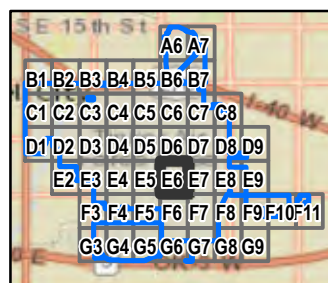 SE 15th St
A6 A7
B1 B2 B3 B4 B5 B6 B7
C1 C2 C3 C4 C5 C6 C7 C8
I-40 W
D1 D2 D3 D4 D5 D6 D7 D8 D9
E2 E3 E4 E5 E6 E7 E8 E9
F3 F4 F5 F6 F7 F8 F9 F10 F11
G3 G4 G5 G6 G7 G8 G9